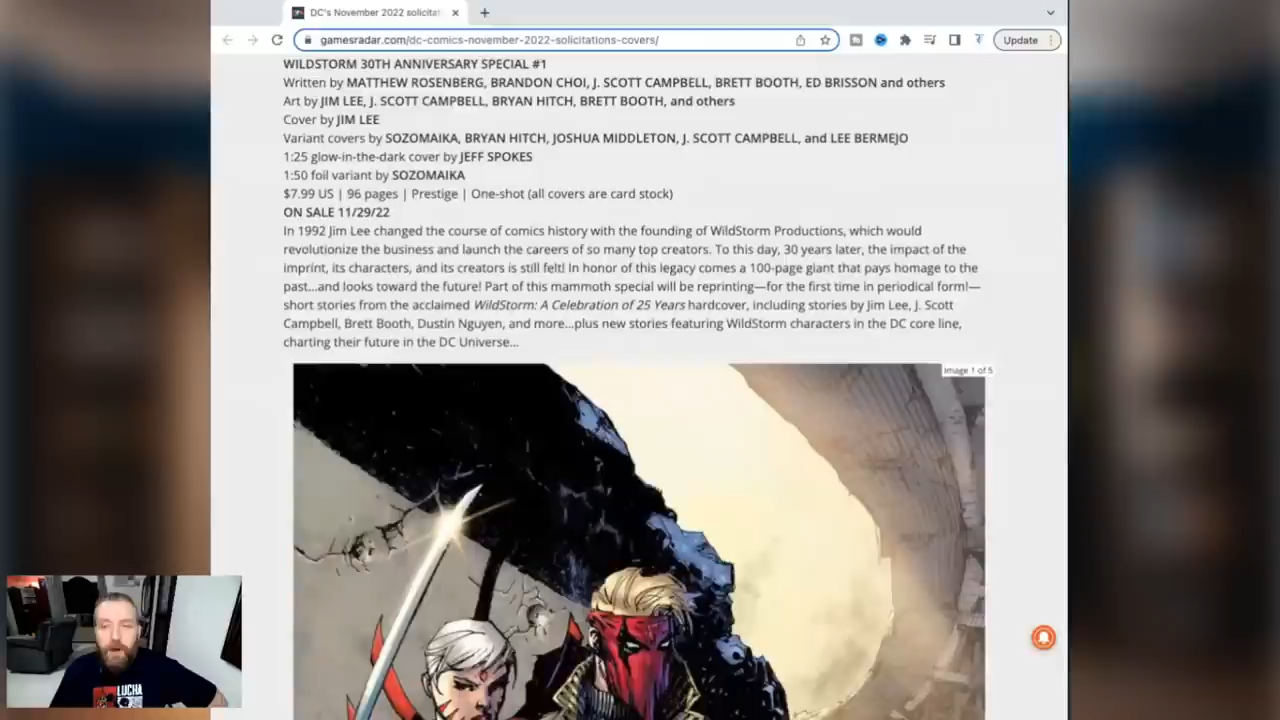 DC's November 2022 solicitat
gamesradar.com/dc-comics-november-2022-solicitations-covers/
Update
WILDSTORM 30TH ANNIVERSARY SPECIAL #1
Written by MATTHEW ROSENBERG, BRANDON CHOI, J. SCOTT CAMPBELL, BRETT BOOTH, ED BRISSON and others
Art by JIM LEE, J. SCOTT CAMPBELL, BRYAN HITCH, BRETT BOOTH, and others
Cover by JIM LEE
Variant covers by SOZOMAIKA, BRYAN HITCH, JOSHUA MIDDLETON, J. SCOTT CAMPBELL, and LEE BERMEJO
1:25 glow-in-the-dark cover by JEFF SPOKES
1:50 foil variant by SOZOMAIKA
$7.99 US | 96 pages | Prestige | One-shot (all covers are card stock)
ON SALE 11/29/22
In 1992 Jim Lee changed the course of comics history with the founding of WildStorm Productions, which would
revolutionize the business and launch the careers of so many top creators. To this day, 30 years later, the impact of the
imprint, its characters, and its creators is still felt! In honor of this legacy comes a 100-page giant that pays homage to the
past...and looks toward the future! Part of this mammoth special will be reprinting—for the first time in periodical form!—
short stories from the acclaimed WildStorm: A Celebration of 25 Years hardcover, including stories by Jim Lee, J. Scott
Campbell, Brett Booth, Dustin Nguyen, and more...plus new stories featuring WildStorm characters in the DC core line,
charting their future in the DC Universe...
Image 1 of 5
LUCHA